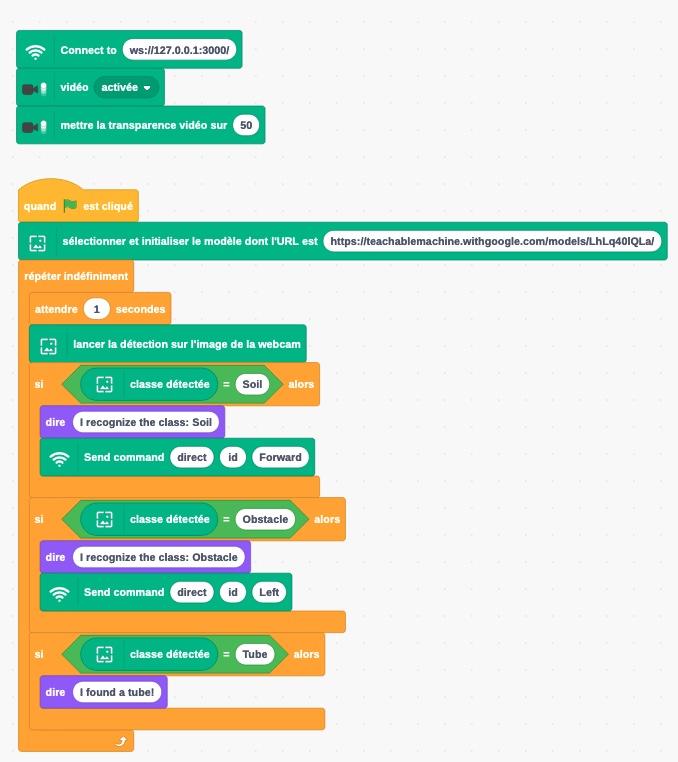 Connect to ws://127.0.0.1:3000/
vidéo activée
mettre la transparence vidéo sur 50
quand est cliqué
sélectionner et initialiser le modèle dont l'URL est https://teachablemachine.withgoogle.com/models/LhLq40IQLa/
répéter indéfiniment
attendre 1 secondes
lancer la détection sur l'image de la webcam
si classe détectée = Soil alors
dire I recognize the class: Soil
Send command direct id Forward
si classe détectée = Obstacle alors
dire I recognize the class: Obstacle
Send command direct id Left
si classe détectée = Tube alors
dire I found a tube!